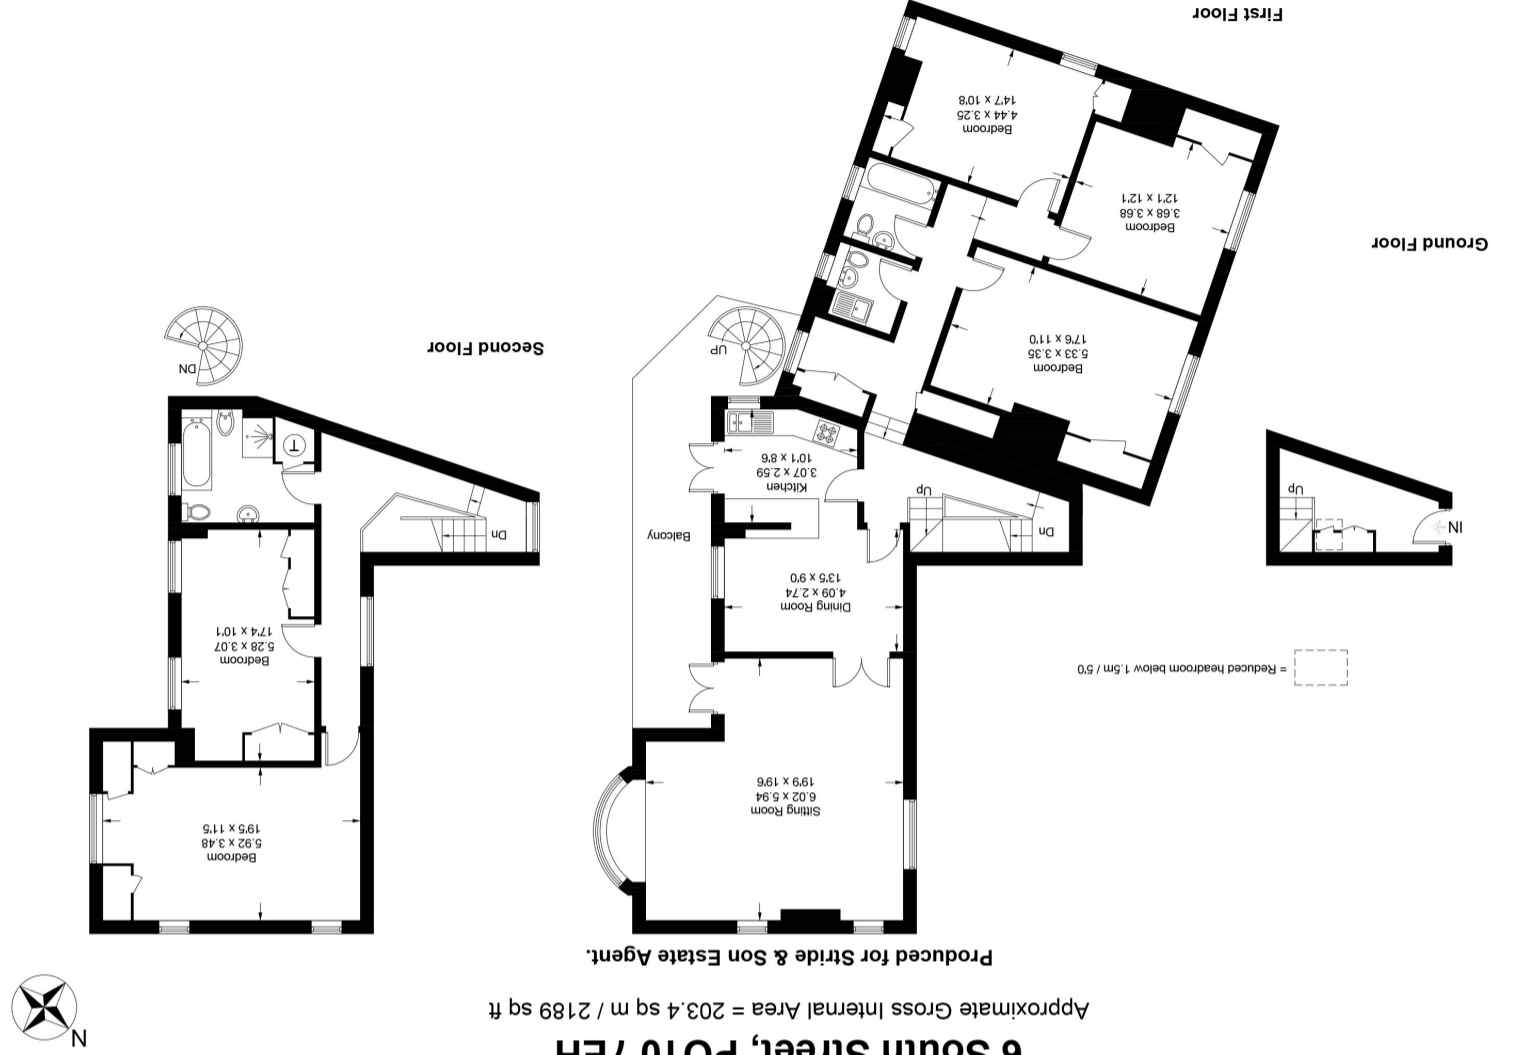 6 South Street, PO10 7EH
Approximate Gross Internal Area = 203.4 sq m / 2189 sq ft
Produced for Stride & Son Estate Agent.
N
= Reduced headroom below 1.5m / 5'0
IN
Up
Ground Floor
Sitting Room
6.02 x 5.94
19'9 x 19'6
Dining Room
4.09 x 2.74
13'5 x 9'0
Kitchen
3.07 x 2.59
10'1 x 8'6
Balcony
Dn
Up
UP
Bedroom
5.33 x 3.35
17'6 x 11'0
Bedroom
3.68 x 3.68
12'1 x 12'1
Bedroom
4.44 x 3.25
14'7 x 10'8
First Floor
Bedroom
5.92 x 3.48
19'5 x 11'5
Bedroom
5.28 x 3.07
17'4 x 10'1
Dn
T
DN
Second Floor